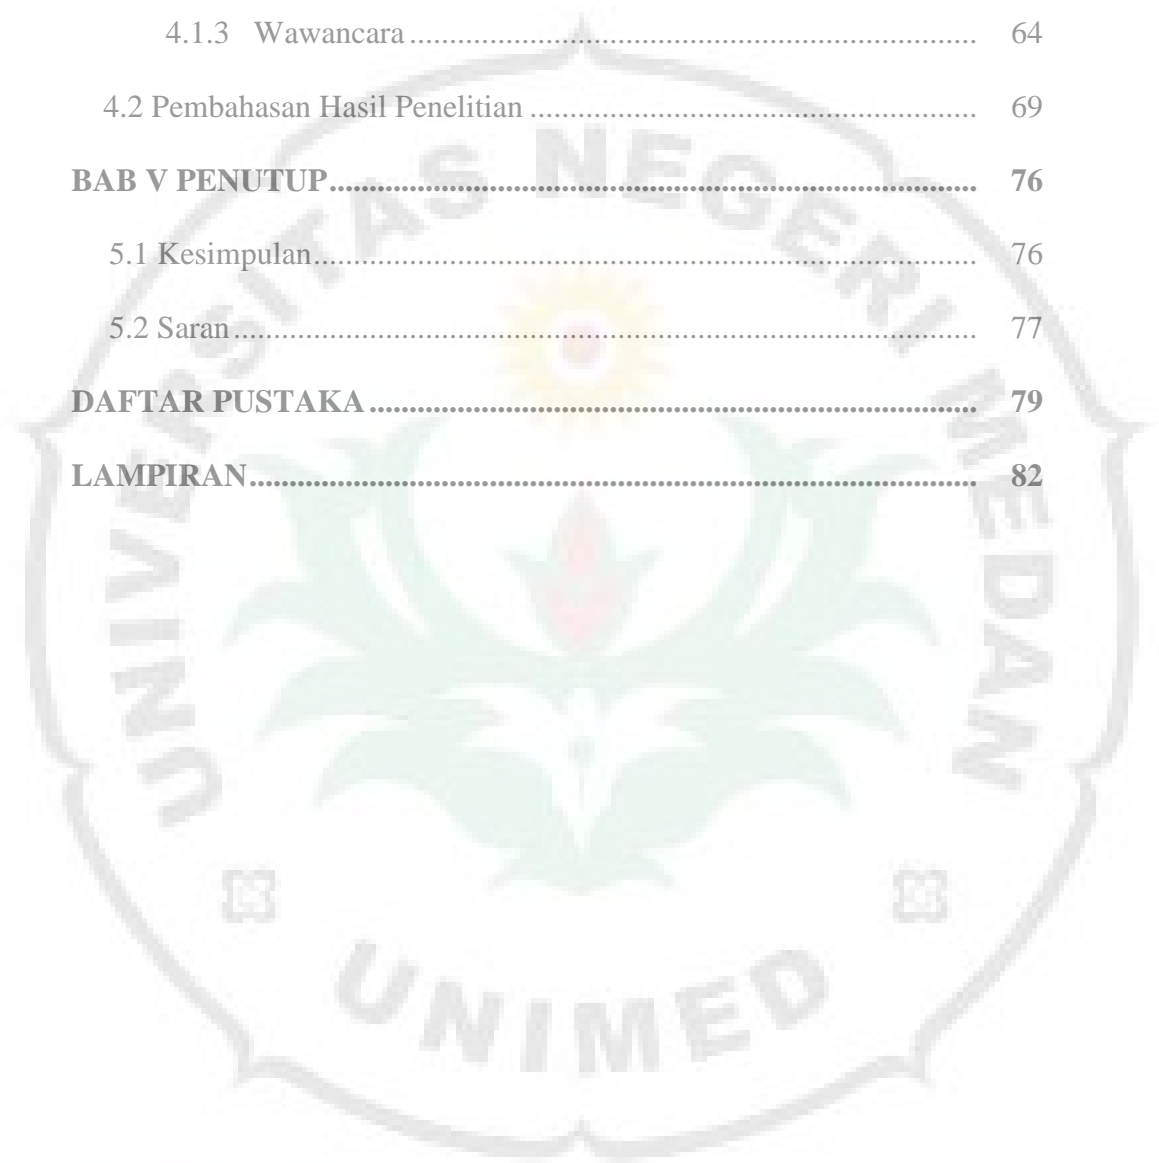 4.1.3 Wawancara ........................................................................ 64
4.2 Pembahasan Hasil Penelitian ......................................................... 69
BAB V PENUTUP.................................................................................. 76
5.1 Kesimpulan.................................................................................... 76
5.2 Saran.............................................................................................. 77
DAFTAR PUSTAKA............................................................................. 79
LAMPIRAN............................................................................................ 82
UNIVERSITAS NEGERI MEDAN
UNIMED